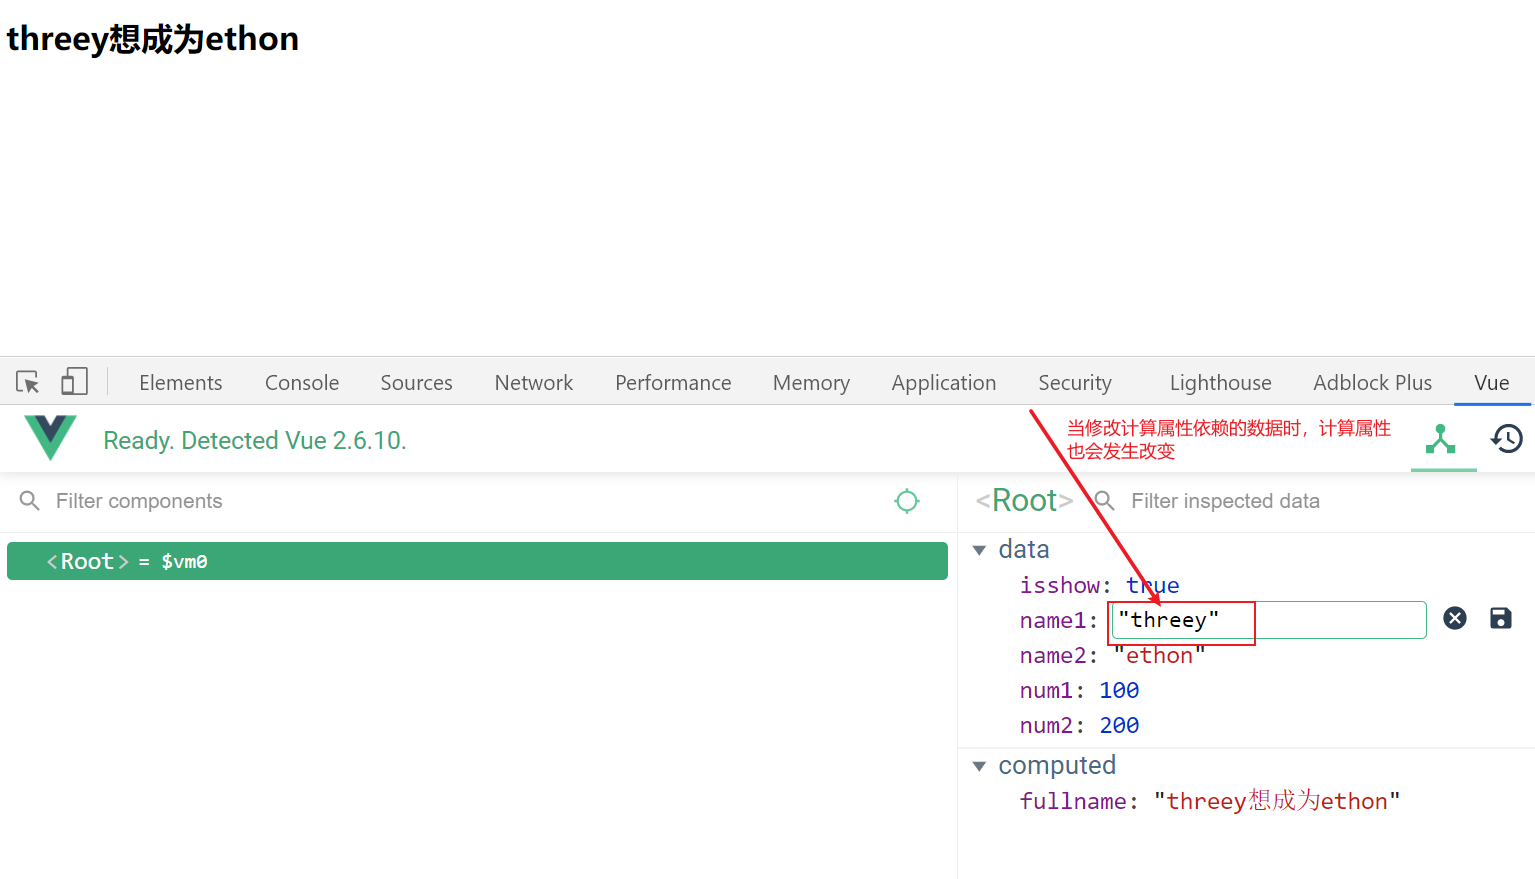 threey想成为ethon
Elements Console Sources Network Performance Memory Application Security Lighthouse Adblock Plus Vue
Ready. Detected Vue 2.6.10.
当修改计算属性依赖的数据时，计算属性
也会发生改变
Filter components
<Root> Filter inspected data
<Root> = $vm0
data
isshow: true
name1: "threey"
name2: "ethon"
num1: 100
num2: 200
computed
fullname: "threey想成为ethon"